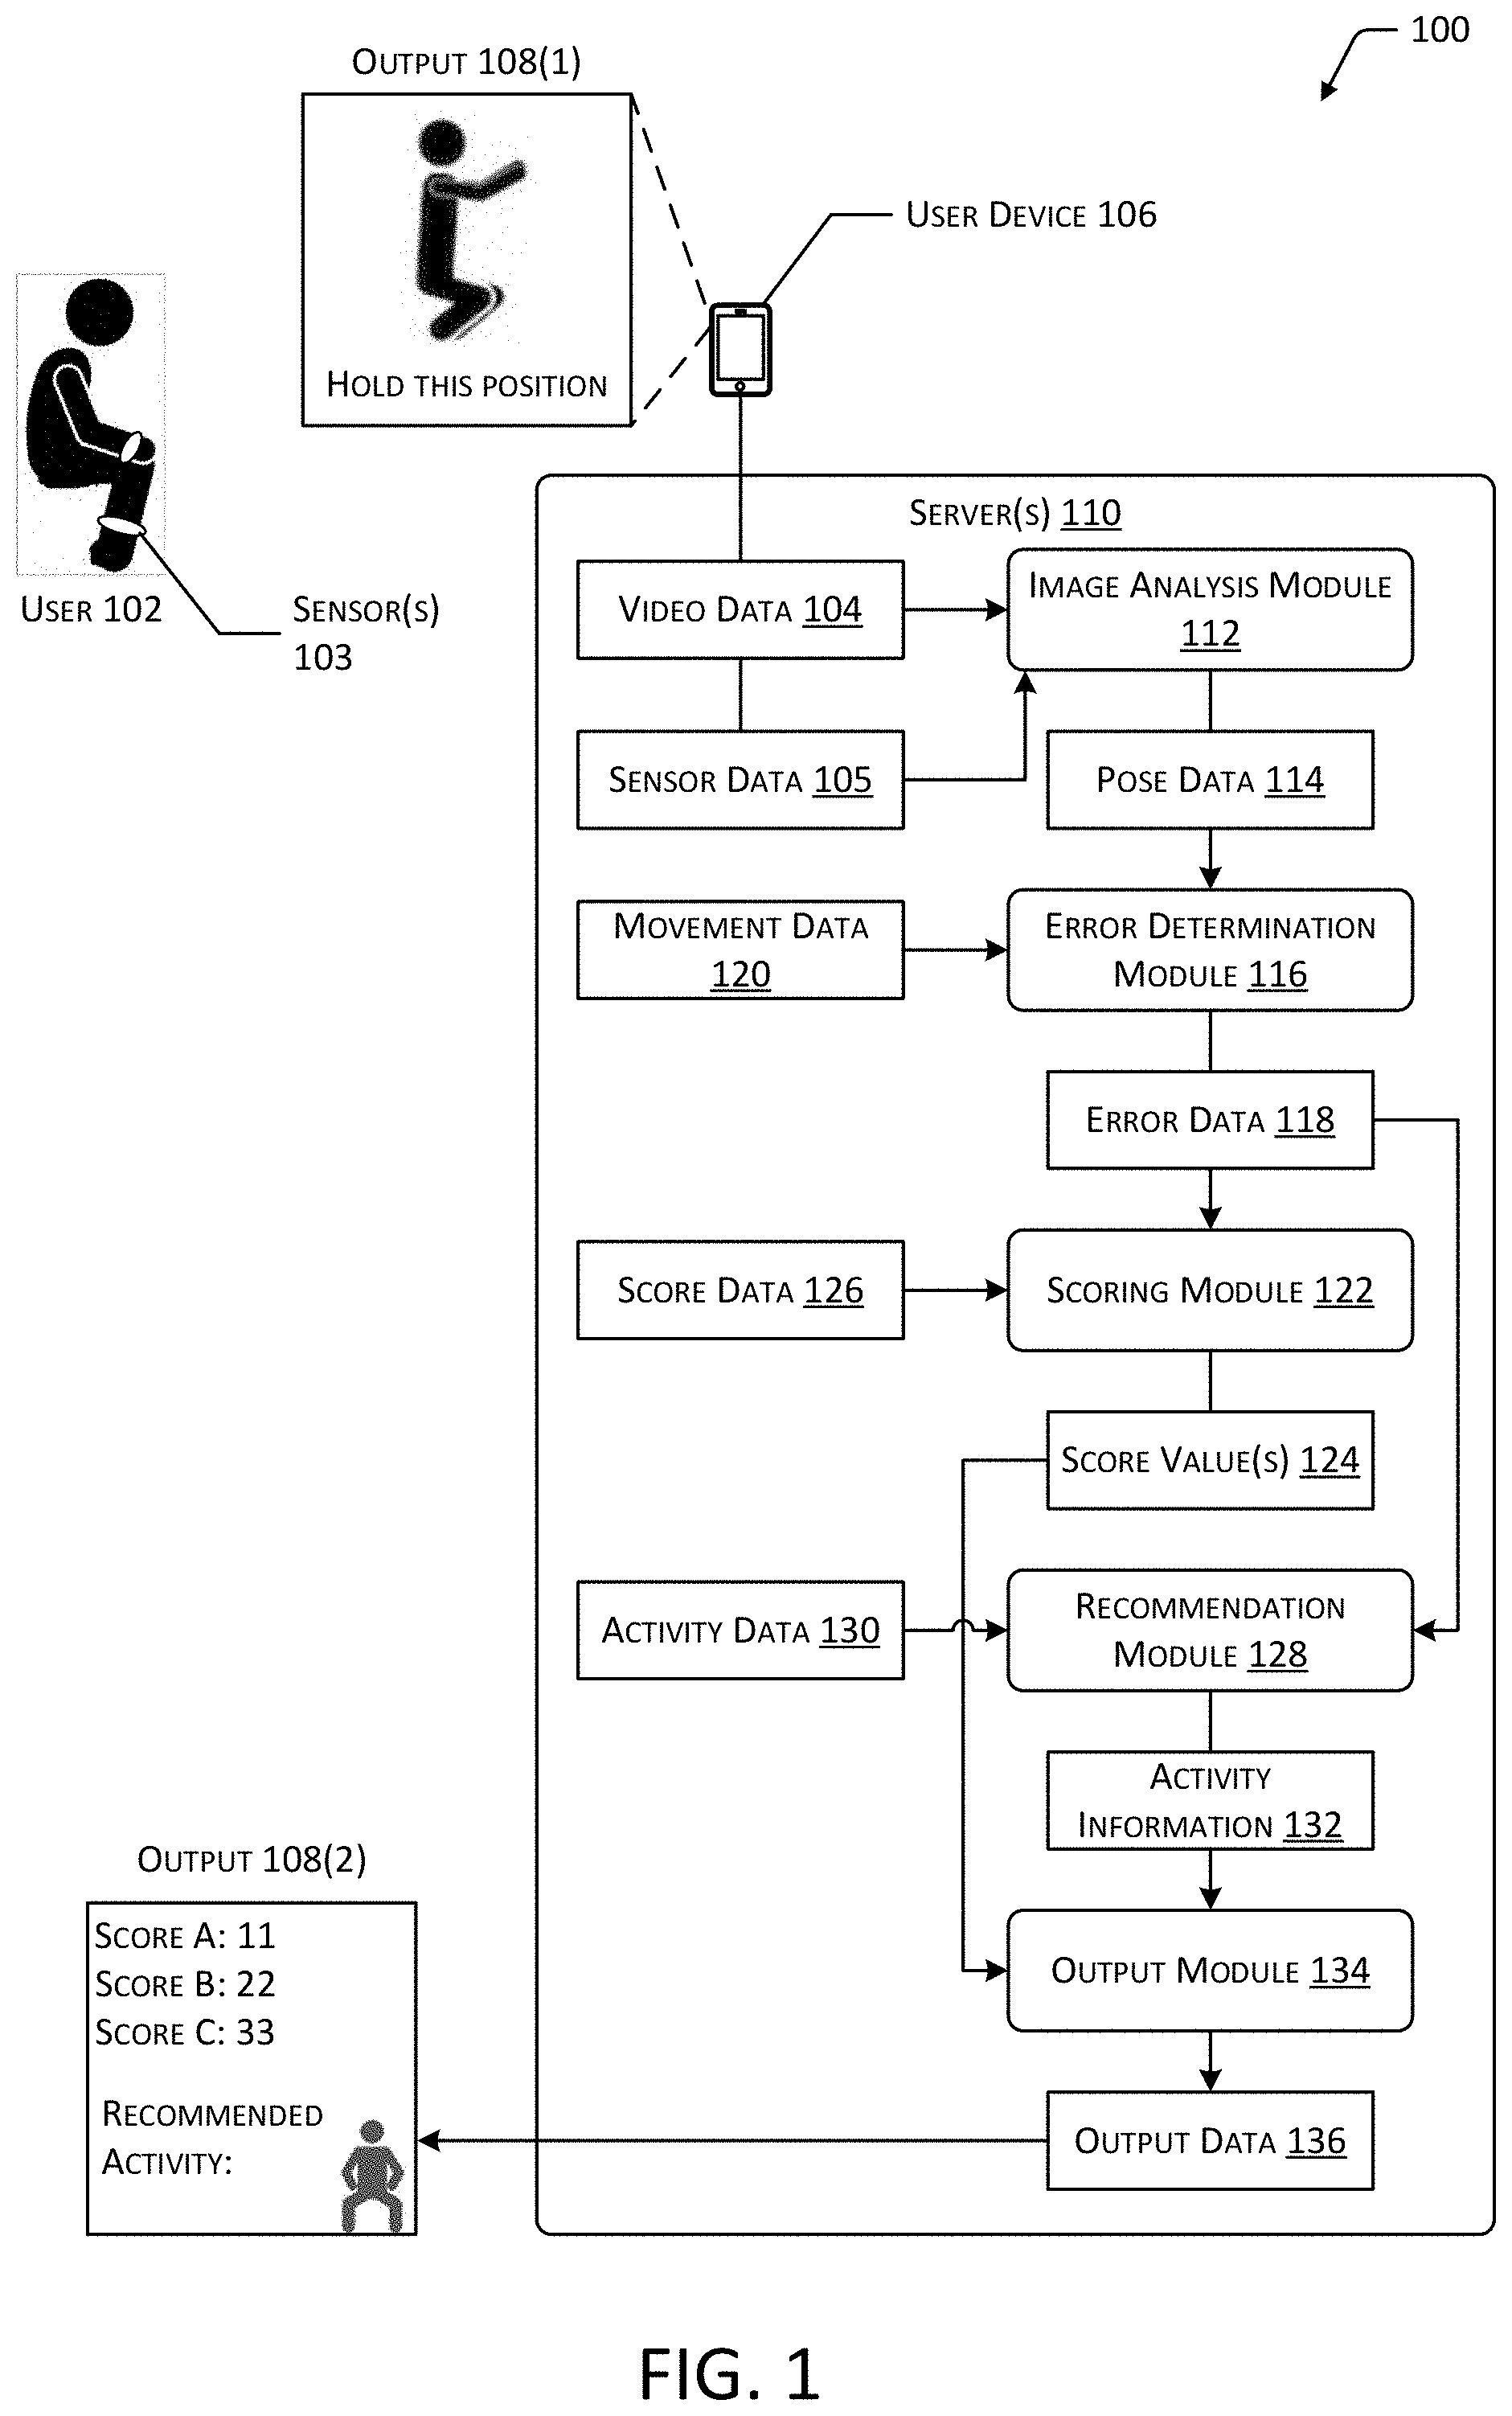 100
Output 108(1)
Hold this position
User Device 106
User 102
Sensor(s)
103
Server(s) 110
Video Data 104
Image Analysis Module
112
Sensor Data 105
Pose Data 114
Movement Data
120
Error Determination
Module 116
Error Data 118
Score Data 126
Scoring Module 122
Score Value(s) 124
Activity Data 130
Recommendation
Module 128
Activity
Information 132
Output Module 134
Output Data 136
Output 108(2)
Score A: 11
Score B: 22
Score C: 33
Recommended
Activity:
FIG. 1